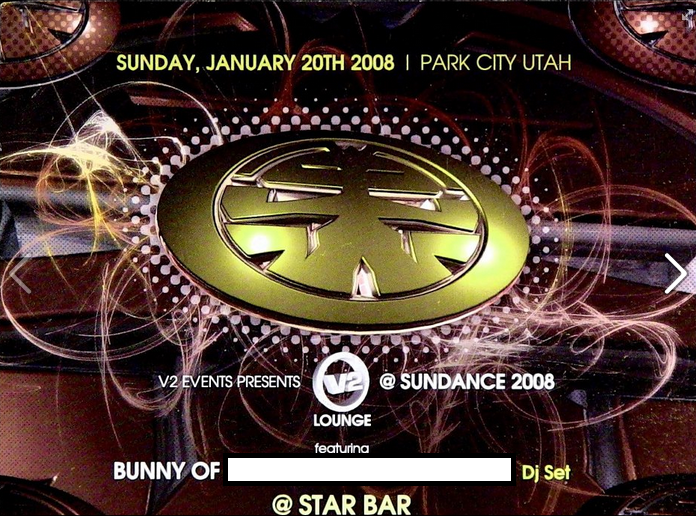 SUNDAY, JANUARY 20TH 2008 | PARK CITY UTAH
V2 EVENTS PRESENTS V2 LOUNGE @ SUNDANCE 2008
featuring
BUNNY OF Dj Set
@ STAR BAR